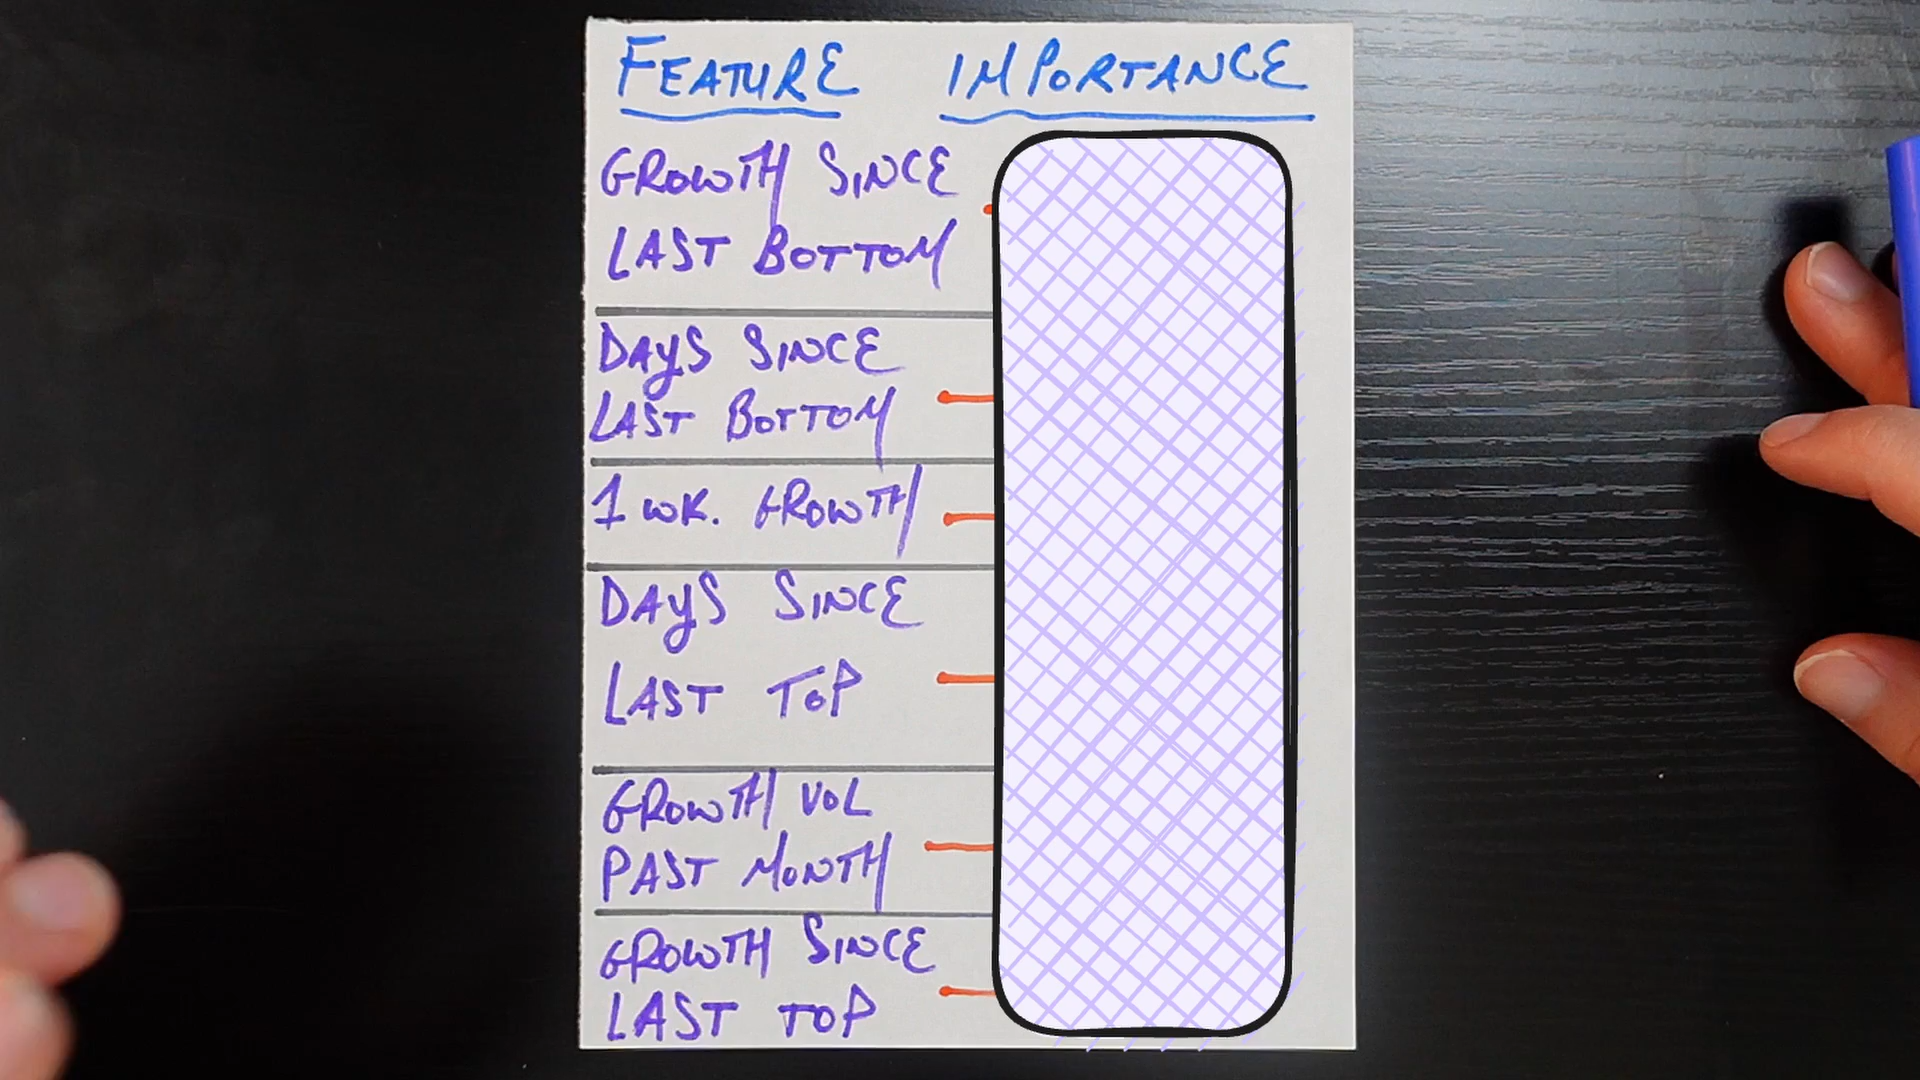 FEATURE IMPORTANCE
GROWTH SINCE
LAST BOTTOM
DAYS SINCE
LAST BOTTOM
1 WK. GROWTH
DAYS SINCE
LAST TOP
GROWTH VOL
PAST MONTH
GROWTH SINCE
LAST TOP